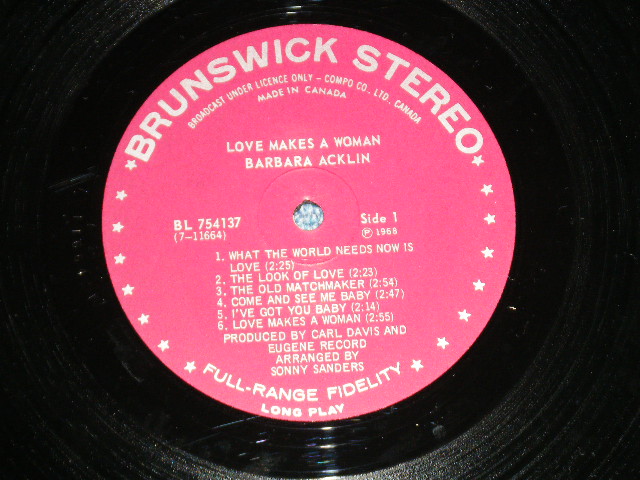 BRUNSWICK STEREO
BROADCAST UNDER LICENCE ONLY - COMPO CO., LTD., CANADA
MADE IN CANADA
LOVE MAKES A WOMAN
BARBARA ACKLIN
BL 754137
(7-11664)
Side 1
Ⓟ 1968
1. WHAT THE WORLD NEEDS NOW IS
LOVE (2:25)
2. THE LOOK OF LOVE (2:23)
3. THE OLD MATCHMAKER (2:54)
4. COME AND SEE ME BABY (2:47)
5. I'VE GOT YOU BABY (2:14)
6. LOVE MAKES A WOMAN (2:55)
PRODUCED BY CARL DAVIS AND
EUGENE RECORD
ARRANGED BY
SONNY SANDERS
FULL-RANGE FIDELITY
LONG PLAY